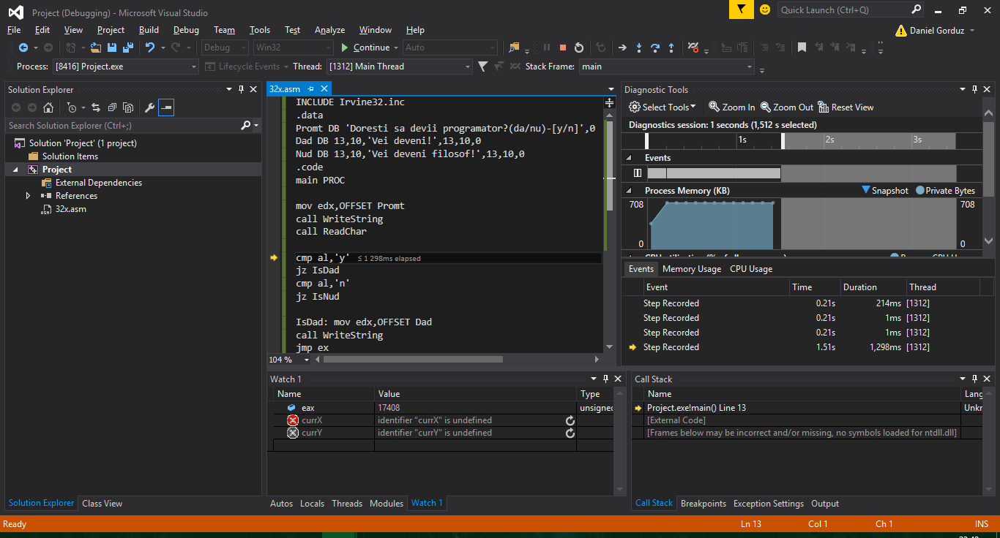 Project (Debugging) - Microsoft Visual Studio
Quick Launch (Ctrl+Q)
File Edit View Project Build Debug Team Tools Test Analyze Window Help
Daniel Gorduz
Debug Win32 Continue Auto
Process: [8416] Project.exe Lifecycle Events Thread: [1312] Main Thread Stack Frame: main
Solution Explorer
Search Solution Explorer (Ctrl+;)
Solution 'Project' (1 project)
Solution Items
Project
External Dependencies
References
32x.asm
Solution Explorer Class View
32x.asm
INCLUDE Irvine32.inc
.data
Promt DB 'Doresti sa devii programator?(da/nu)-[y/n]',0
Dad DB 13,10,'Vei deveni!',13,10,0
Nud DB 13,10,'Vei deveni filosof!',13,10,0
.code
main PROC
mov edx,OFFSET Promt
call WriteString
call ReadChar
cmp al,'y' ≤ 1 298ms elapsed
jz IsDad
cmp al,'n'
jz IsNud
IsDad: mov edx,OFFSET Dad
call WriteString
jmp ex
104 %
Diagnostic Tools
Select Tools Zoom In Zoom Out Reset View
Diagnostics session: 1 seconds (1,512 s selected)
1s 2s 3s
Events
Process Memory (KB) Snapshot Private Bytes
708 708
0 0
Events Memory Usage CPU Usage
Event Time Duration Thread
Step Recorded 0.21s 214ms [1312]
Step Recorded 0.21s 1ms [1312]
Step Recorded 0.21s 1ms [1312]
Step Recorded 1.51s 1,298ms [1312]
Watch 1
Name Value Type
eax 17408 unsigned
currX identifier "currX" is undefined
currY identifier "currY" is undefined
Autos Locals Threads Modules Watch 1
Call Stack
Name Lang
Project.exe!main() Line 13 Unkn
[External Code]
[Frames below may be incorrect and/or missing, no symbols loaded for ntdll.dll]
Call Stack Breakpoints Exception Settings Output
Ready Ln 13 Col 1 Ch 1 INS